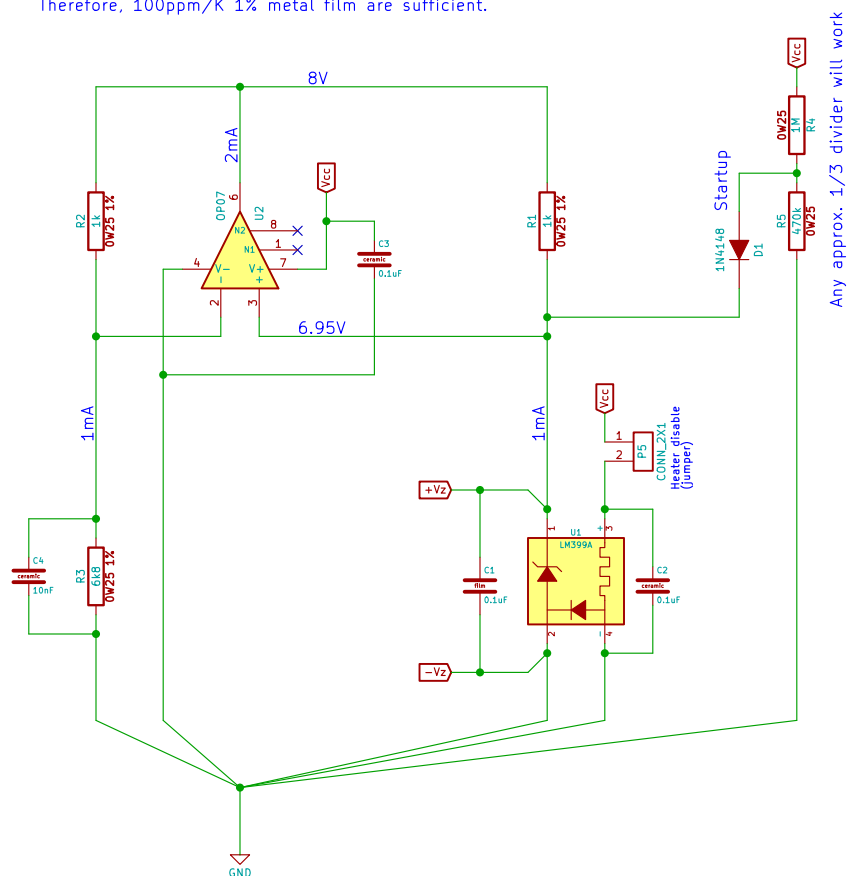 Therefore, 100ppm/K 1% metal film are sufficient.
Any approx. 1/3 divider will work
8V
2mA
Vcc
Vcc
R4
1M
0W25
R2
1k
0W25 1%
OP07
U2
6
N2
8
N1
1
4
V-
V+
7
-
+
2
3
C3
ceramic
0.1uF
R1
1k
0W25 1%
Startup
1N4148
D1
R5
470k
0W25
6.95V
1mA
1mA
Vcc
1
2
P5
CONN_2X1
Heater disable
(jumper)
+Vz
C4
ceramic
10nF
R3
6k8
0W25 1%
C1
film
0.1uF
U1
LM399A
1
+
3
2
-
4
C2
ceramic
0.1uF
-Vz
GND